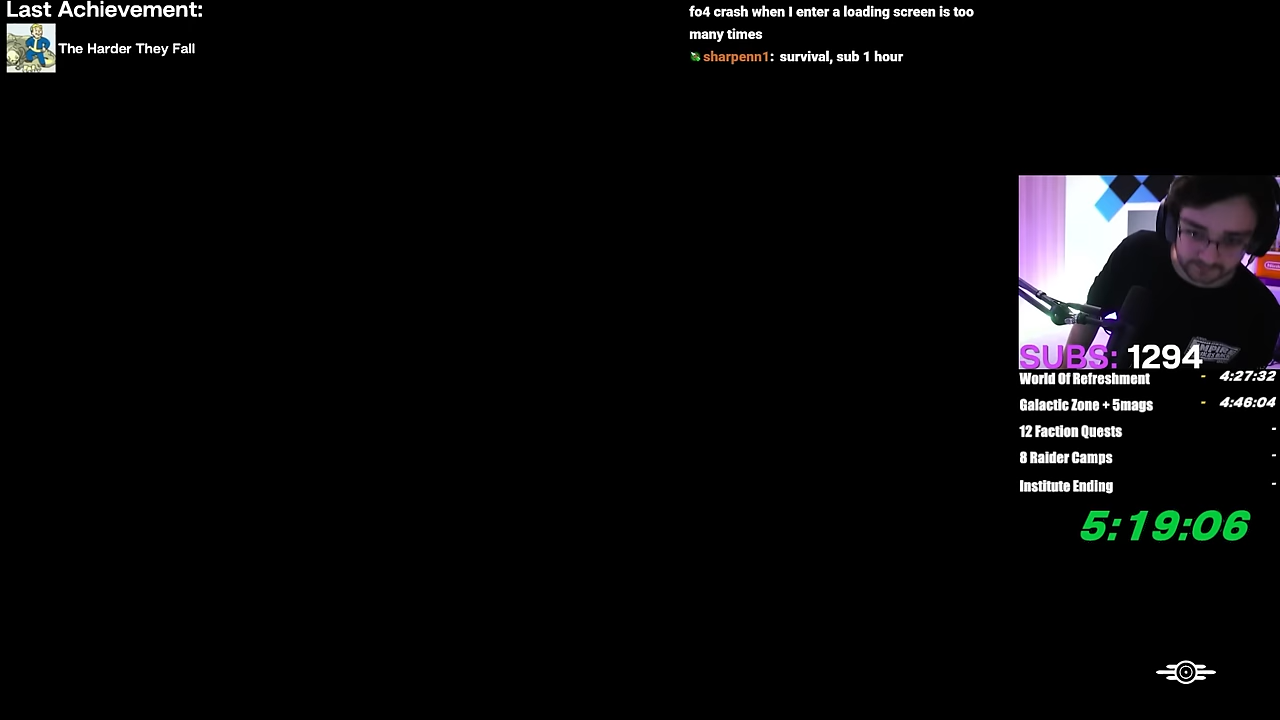 Last Achievement:
The Harder They Fall
fo4 crash when I enter a loading screen is too
many times
sharpenn1: survival, sub 1 hour
SUBS: 1294
World Of Refreshment - 4:27:32
Galactic Zone + 5mags - 4:46:04
12 Faction Quests -
8 Raider Camps -
Institute Ending -
5:19:06